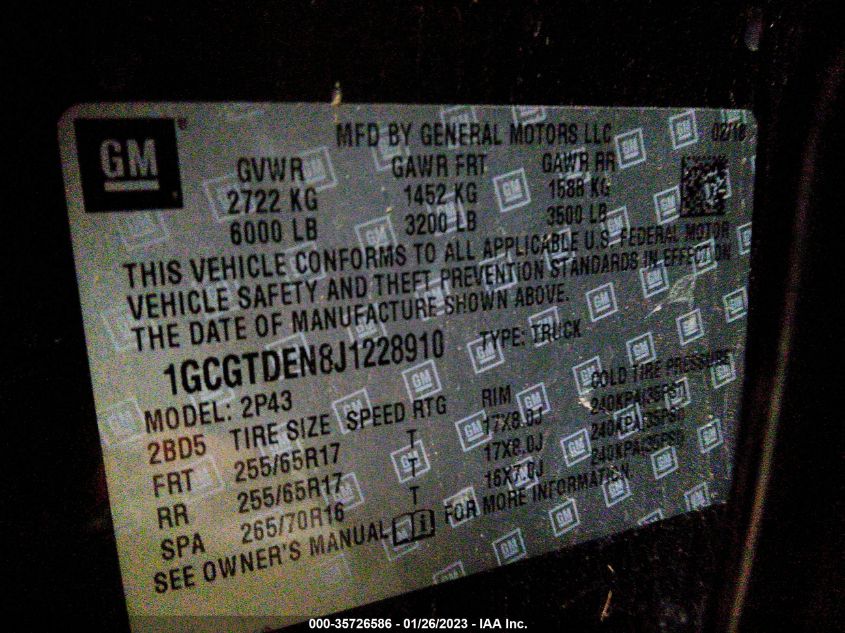 GM ® MFD BY GENERAL MOTORS LLC 02/18
GVWR GAWR FRT GAWR RR
2722 KG 1452 KG 1588 KG
6000 LB 3200 LB 3500 LB
THIS VEHICLE CONFORMS TO ALL APPLICABLE U.S. FEDERAL MOTOR
VEHICLE SAFETY AND THEFT PREVENTION STANDARDS IN EFFECT ON
THE DATE OF MANUFACTURE SHOWN ABOVE.
1GCGTDEN8J1228910 TYPE: TRUCK
MODEL: 2P43
2BD5 TIRE SIZE SPEED RTG RIM COLD TIRE PRESSURE
FRT 255/65R17 T 17X8.0J 240KPA(35PSI)
RR 255/65R17 T 17X8.0J 240KPA(35PSI)
SPA 265/70R16 T 16X7.0J 240KPA(35PSI)
SEE OWNER'S MANUAL FOR MORE INFORMATION.
000-35726586 - 01/26/2023 - IAA Inc.